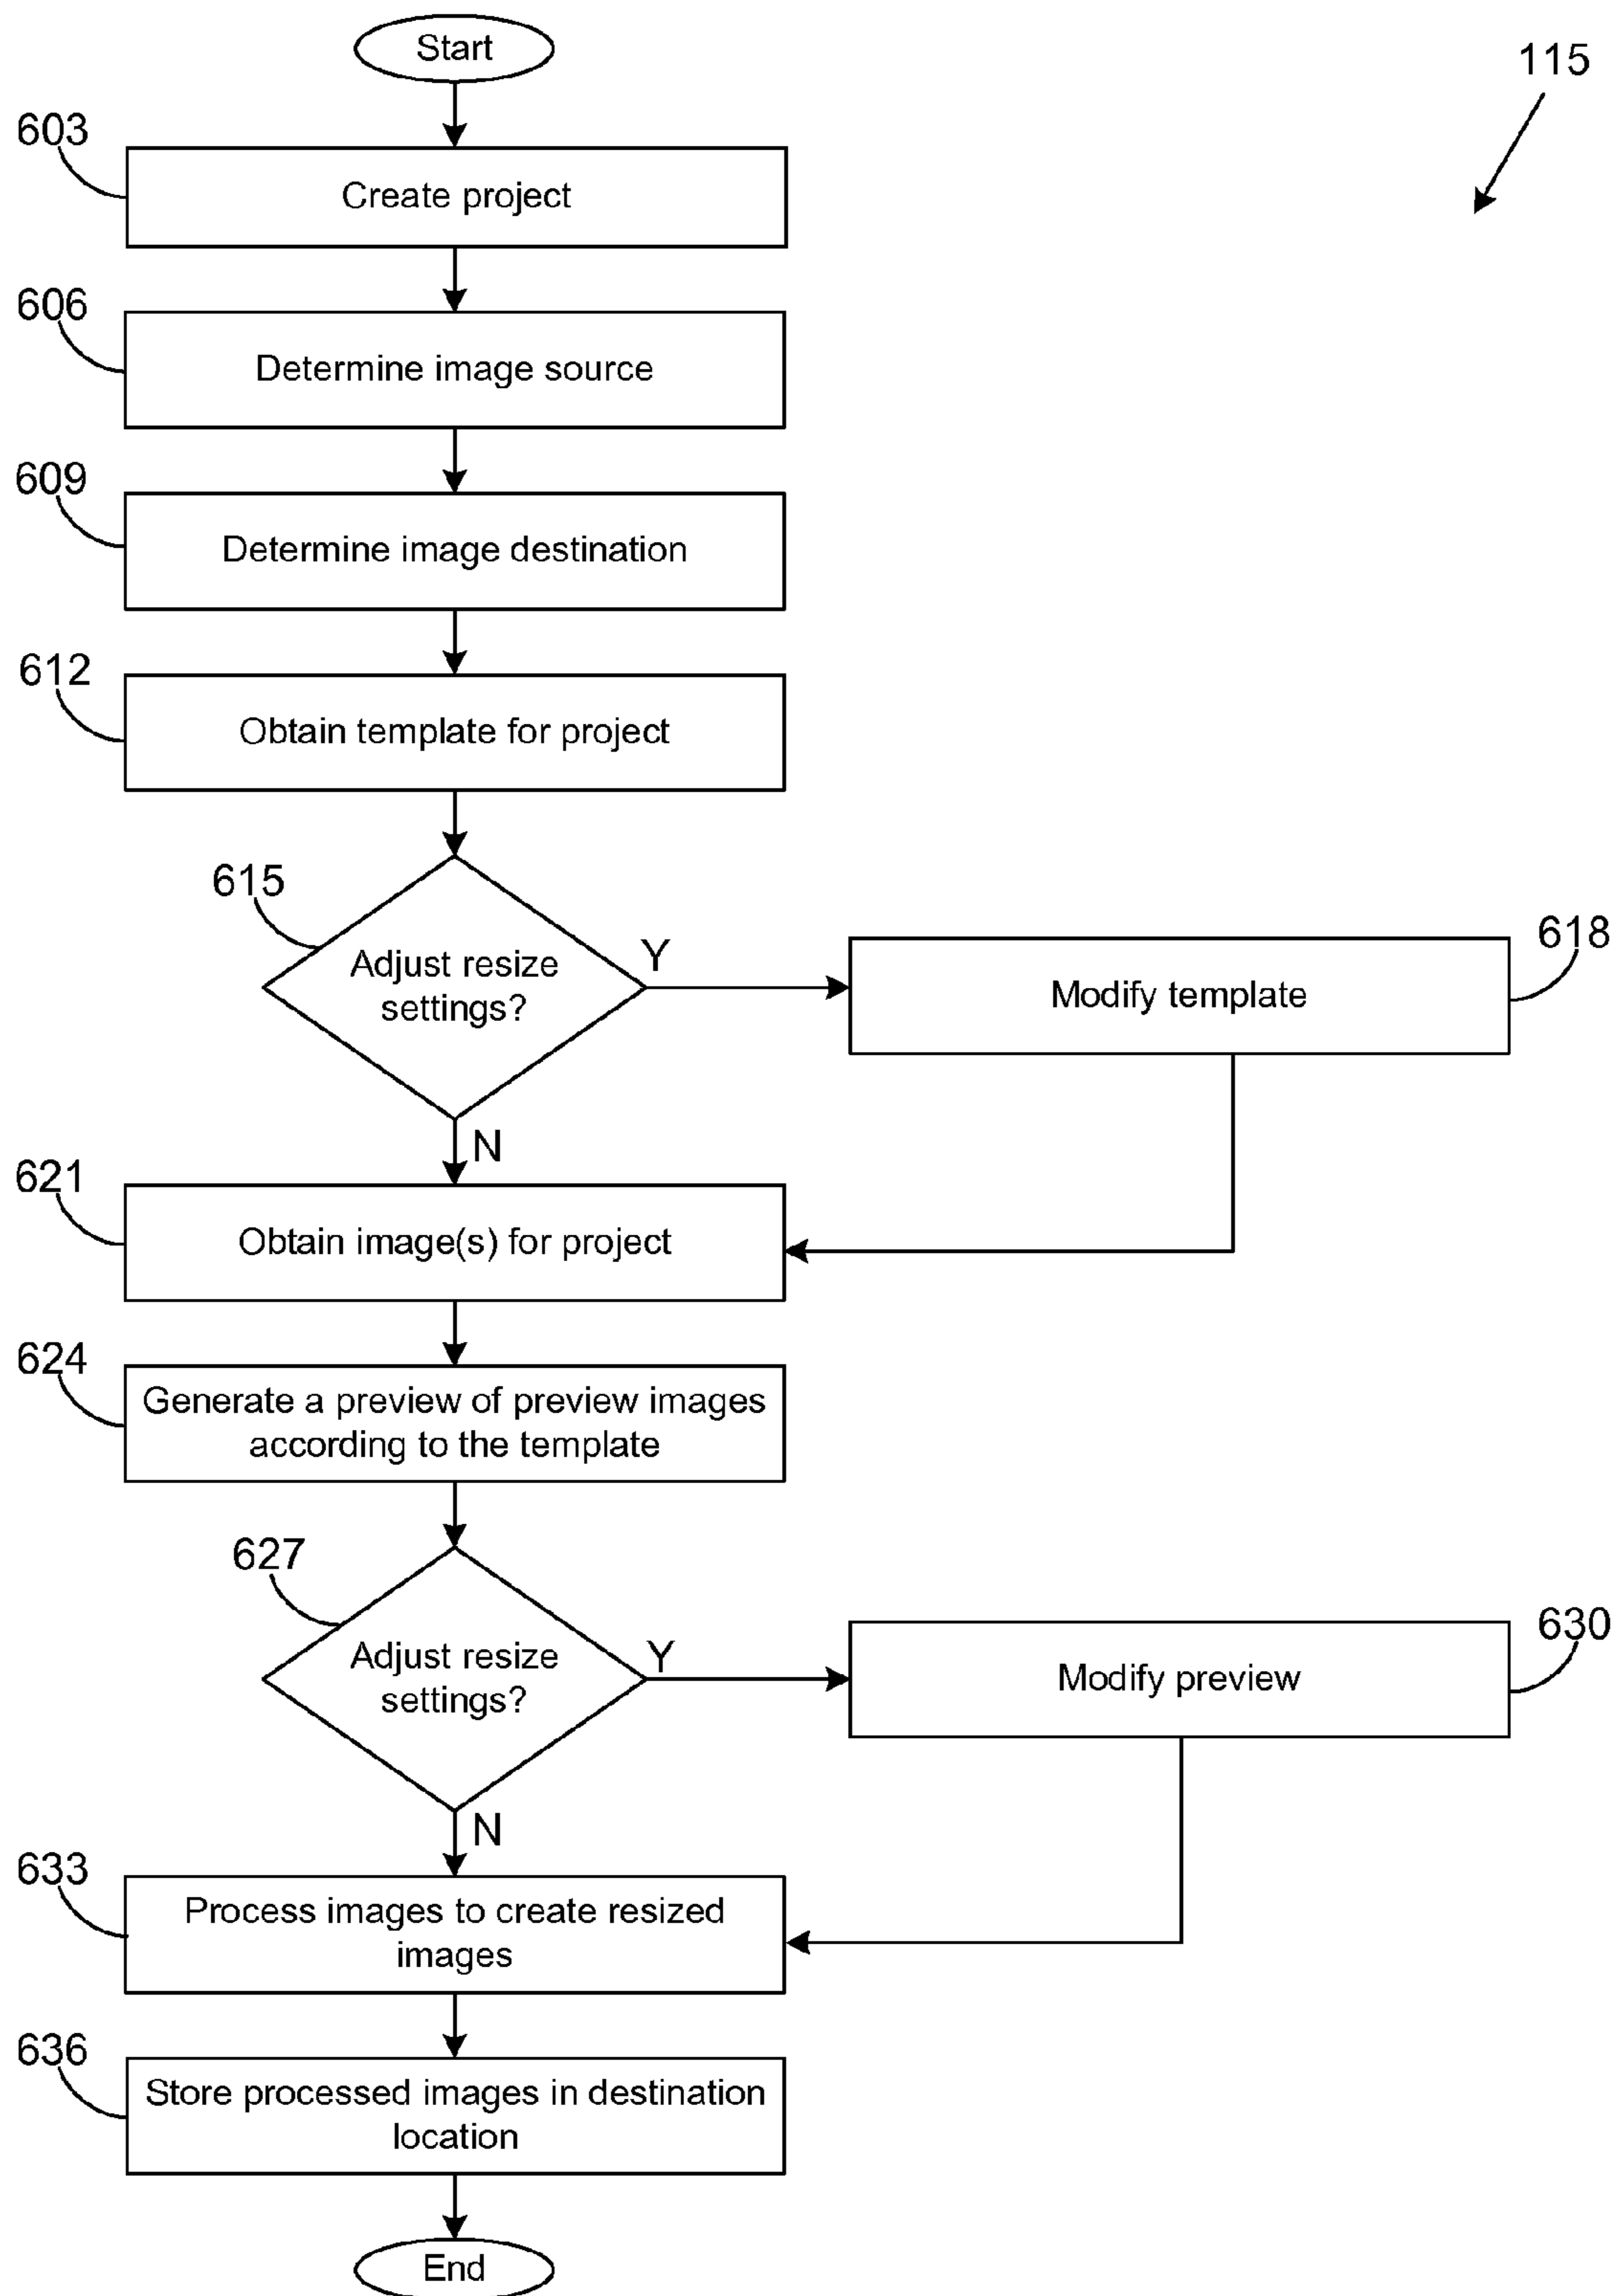 Start
115
603
Create project
606
Determine image source
609
Determine image destination
612
Obtain template for project
615
Adjust resize
settings?
Y
618
Modify template
N
621
Obtain image(s) for project
624
Generate a preview of preview images
according to the template
627
Adjust resize
settings?
Y
630
Modify preview
N
633
Process images to create resized
images
636
Store processed images in destination
location
End